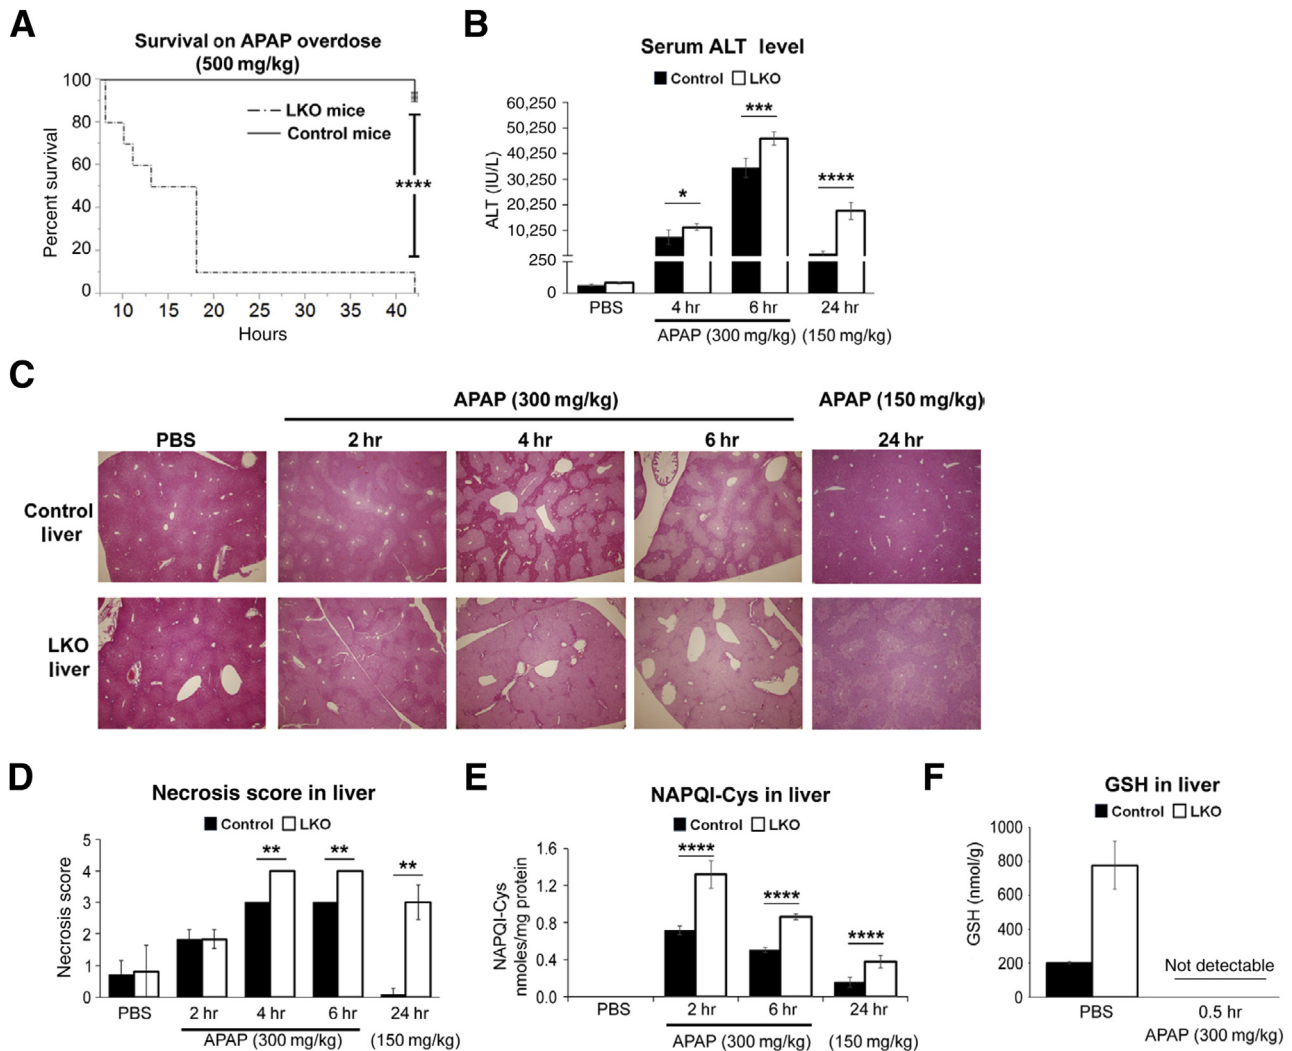 A
Survival on APAP overdose
(500 mg/kg)
100
80
60
40
20
0
Percent survival
LKO mice
Control mice
****
10 15 20 25 30 35 40
Hours
B
Serum ALT level
Control LKO
60,250
50,250
40,250
30,250
20,250
10,250
250
0
ALT (IU/L)
*
***
****
PBS 4 hr 6 hr 24 hr
APAP (300 mg/kg) (150 mg/kg)
C
APAP (300 mg/kg) APAP (150 mg/kg)
PBS 2 hr 4 hr 6 hr 24 hr
Control
liver
LKO
liver
D
Necrosis score in liver
Control LKO
5
4
3
2
1
0
Necrosis score
** ** **
PBS 2 hr 4 hr 6 hr 24 hr
APAP (300 mg/kg) (150 mg/kg)
E
NAPQI-Cys in liver
Control LKO
1.6
1.2
0.8
0.4
0.0
NAPQI-Cys
nmoles/mg protein
****
****
****
PBS 2 hr 6 hr 24 hr
APAP (300 mg/kg) (150 mg/kg)
F
GSH in liver
Control LKO
1000
800
600
400
200
0
GSH (nmol/g)
Not detectable
PBS 0.5 hr
APAP (300 mg/kg)